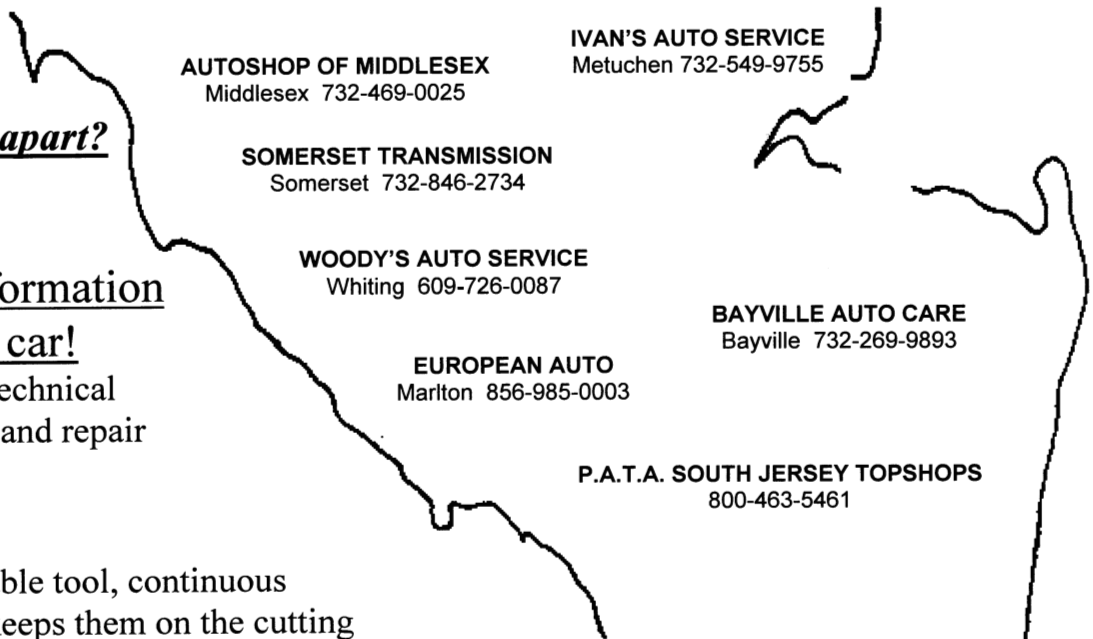 IVAN'S AUTO SERVICE
Metuchen 732-549-9755
AUTOSHOP OF MIDDLESEX
Middlesex 732-469-0025
apart?
SOMERSET TRANSMISSION
Somerset 732-846-2734
WOODY'S AUTO SERVICE
Whiting 609-726-0087
ormation
car!
BAYVILLE AUTO CARE
Bayville 732-269-9893
EUROPEAN AUTO
Marlton 856-985-0003
echnical
and repair
P.A.T.A. SOUTH JERSEY TOPSHOPS
800-463-5461
ble tool, continuous
eeps them on the cutting